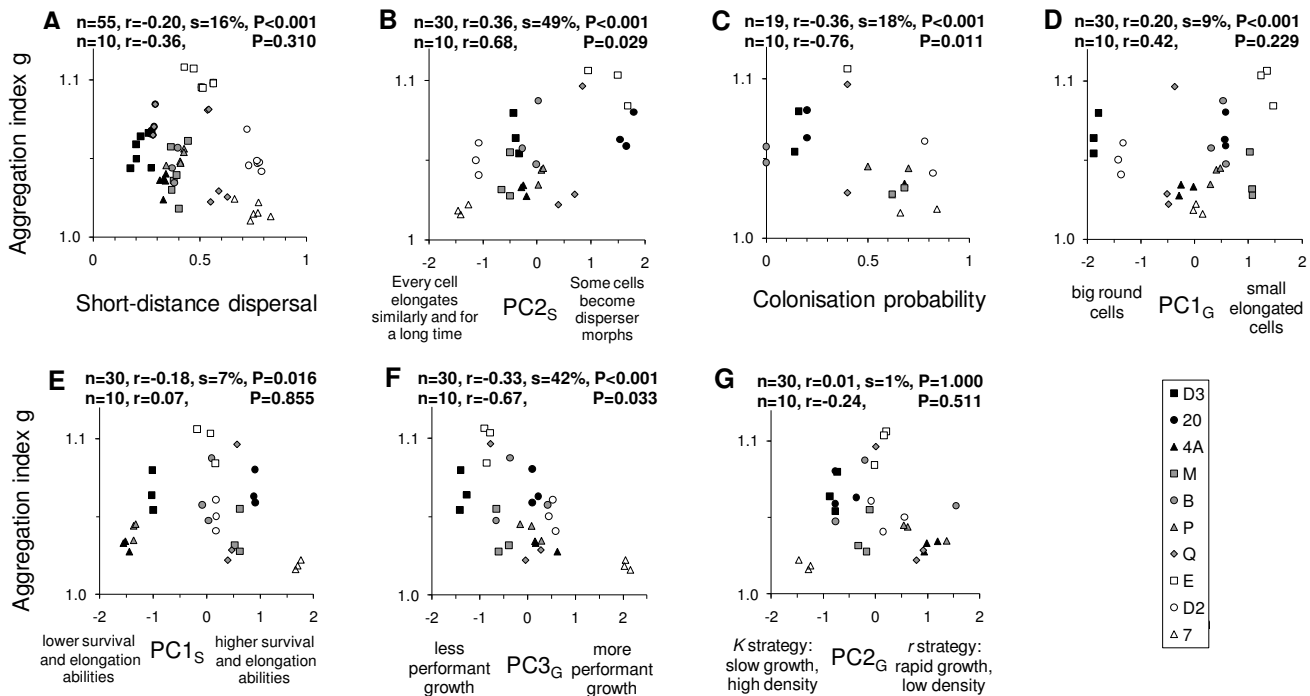 A
n=55, r=-0.20, s=16%, P<0.001
n=10, r=-0.36, P=0.310
Aggregation index g
1.1
1.0
0 0.5 1
Short-distance dispersal
B
n=30, r=0.36, s=49%, P<0.001
n=10, r=0.68, P=0.029
1.1
1
-2 -1 0 1 2
Every cell
elongates
similarly and for
a long time
PC2S
Some cells
become
disperser
morphs
C
n=19, r=-0.36, s=18%, P<0.001
n=10, r=-0.76, P=0.011
1.1
1.0
0.0 0.2 0.4 0.6 0.8 1.0
Colonisation probability
D
n=30, r=0.20, s=9%, P<0.001
n=10, r=0.42, P=0.229
1.1
1.0
-2 -1 0 1 2
big round
cells
PC1G
small
elongated
cells
E
n=30, r=-0.18, s=7%, P=0.016
n=10, r=0.07, P=0.855
Aggregation index g
1.1
1.0
-2 -1 0 1 2
lower survival
and elongation
abilities
PC1S
higher survival
and elongation
abilities
F
n=30, r=-0.33, s=42%, P<0.001
n=10, r=-0.67, P=0.033
1.1
1.0
-2 -1 0 1 2
less
performant
growth
PC3G
more
performant
growth
G
n=30, r=0.01, s=1%, P=1.000
n=10, r=-0.24, P=0.511
1.1
1.0
-2 -1 0 1 2
K strategy:
slow growth,
high density
PC2G
r strategy:
rapid growth,
low density
D3
20
4A
M
B
P
Q
E
D2
7